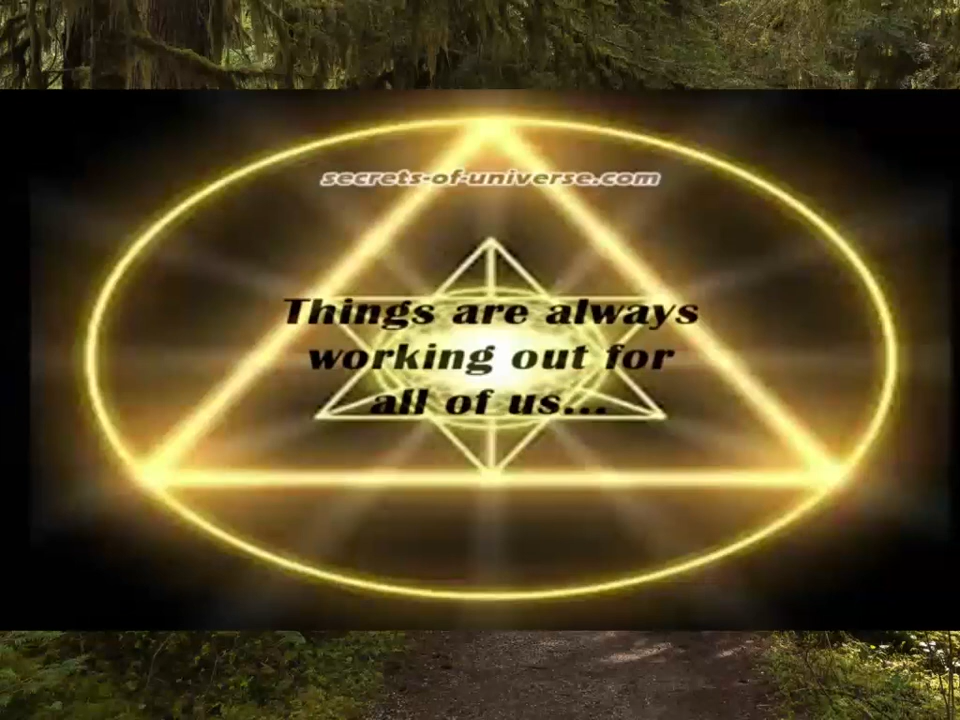 secrets-of-universe.com
Things are always
working out for
all of us...